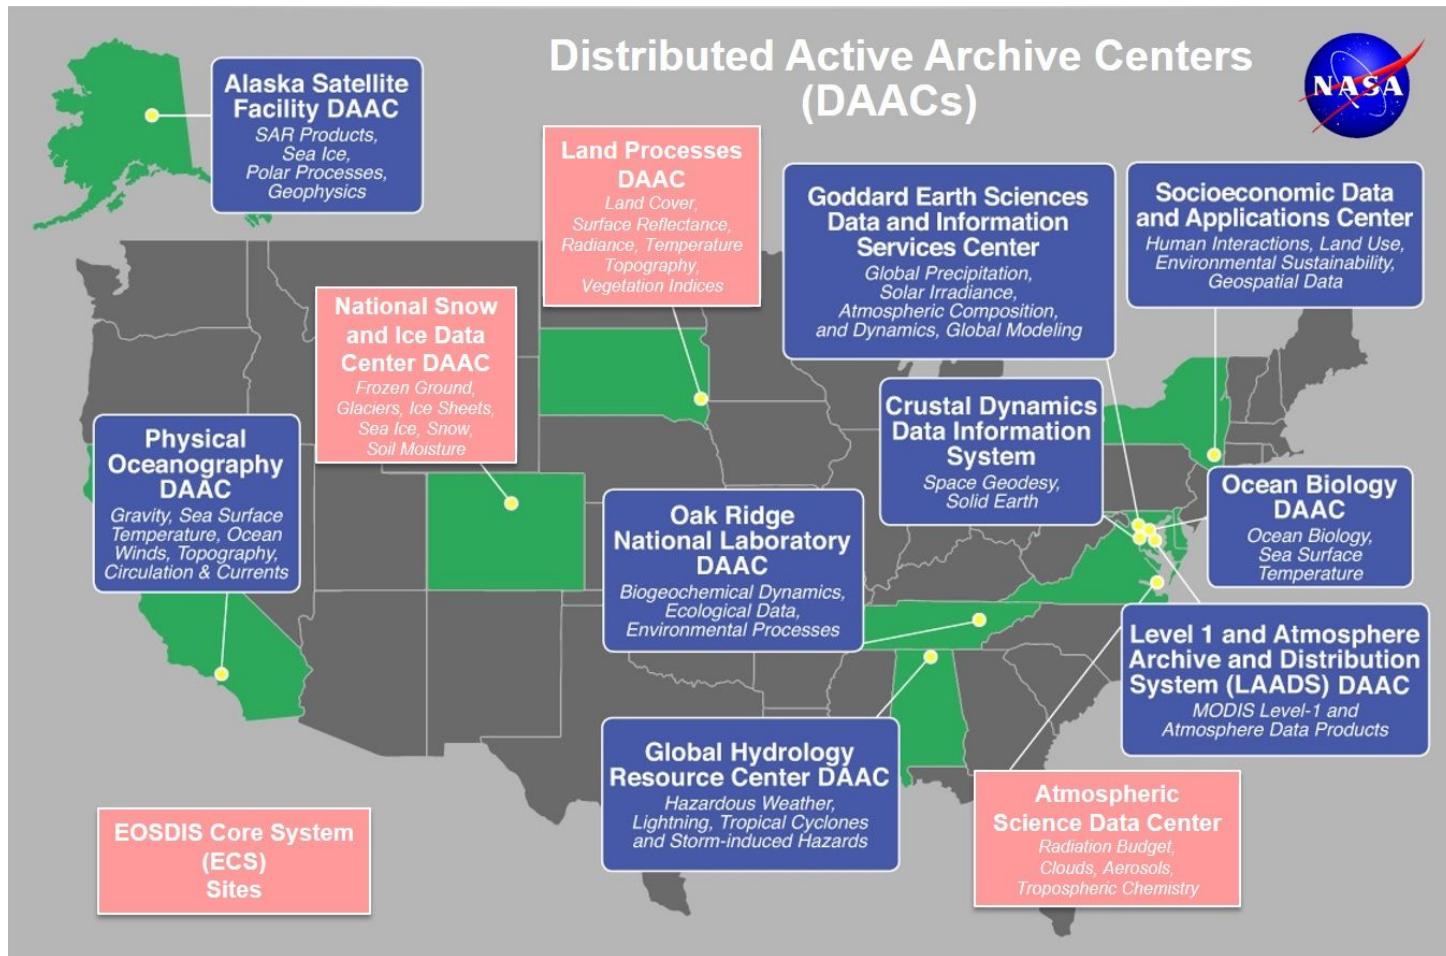 Distributed Active Archive Centers
(DAACs)
NASA
Alaska Satellite
Facility DAAC
SAR Products,
Sea Ice,
Polar Processes,
Geophysics
Land Processes
DAAC
Land Cover,
Surface Reflectance,
Radiance, Temperature
Topography,
Vegetation Indices
Goddard Earth Sciences
Data and Information
Services Center
Global Precipitation,
Solar Irradiance,
Atmospheric Composition,
and Dynamics, Global Modeling
Socioeconomic Data
and Applications Center
Human Interactions, Land Use,
Environmental Sustainability,
Geospatial Data
National Snow
and Ice Data
Center DAAC
Frozen Ground,
Glaciers, Ice Sheets,
Sea Ice, Snow,
Soil Moisture
Crustal Dynamics
Data Information
System
Space Geodesy,
Solid Earth
Physical
Oceanography
DAAC
Gravity, Sea Surface
Temperature, Ocean
Winds, Topography,
Circulation & Currents
Oak Ridge
National Laboratory
DAAC
Biogeochemical Dynamics,
Ecological Data,
Environmental Processes
Ocean Biology
DAAC
Ocean Biology,
Sea Surface
Temperature
Level 1 and Atmosphere
Archive and Distribution
System (LAADS) DAAC
MODIS Level-1 and
Atmosphere Data Products
Global Hydrology
Resource Center DAAC
Hazardous Weather,
Lightning, Tropical Cyclones
and Storm-induced Hazards
Atmospheric
Science Data Center
Radiation Budget,
Clouds, Aerosols,
Tropospheric Chemistry
EOSDIS Core System
(ECS)
Sites